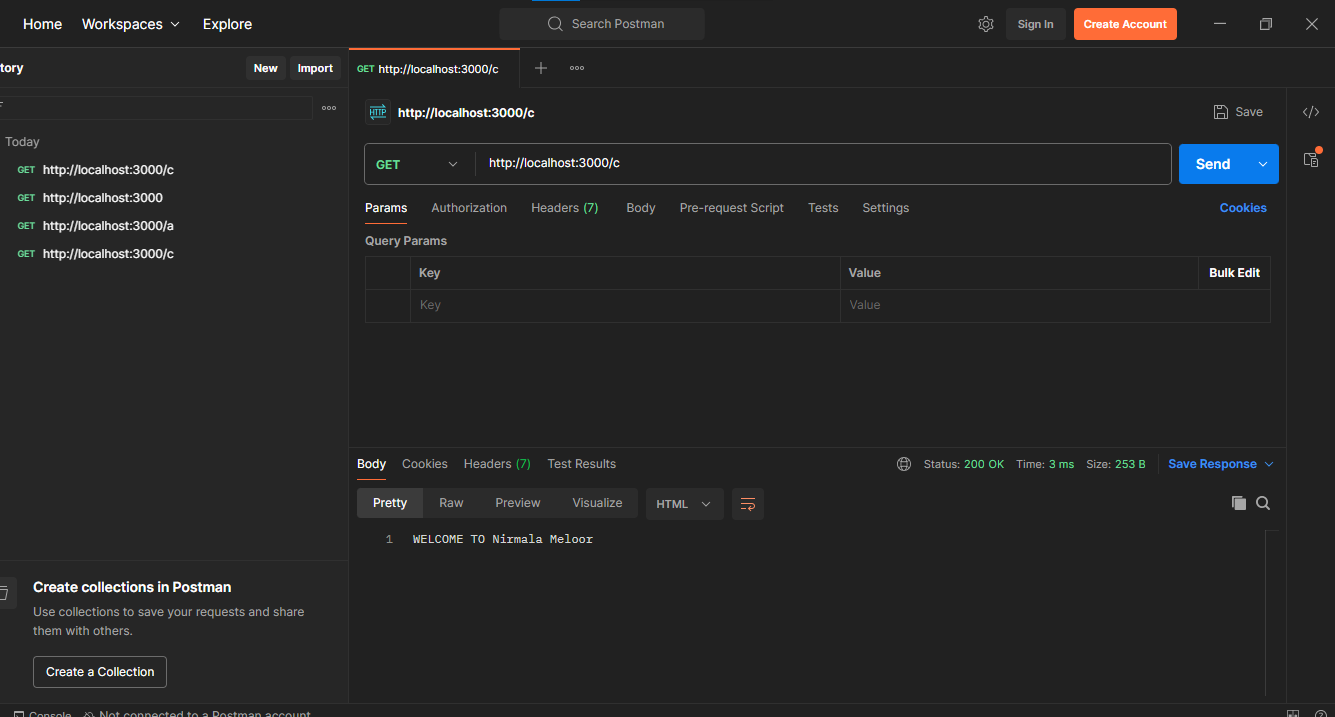 Home Workspaces Explore Search Postman Sign In Create Account
tory New Import
GET http://localhost:3000/c
Today
GET http://localhost:3000/c
GET http://localhost:3000
GET http://localhost:3000/a
GET http://localhost:3000/c
Create collections in Postman
Use collections to save your requests and share
them with others.
Create a Collection
HTTP http://localhost:3000/c Save
GET http://localhost:3000/c Send
Params Authorization Headers (7) Body Pre-request Script Tests Settings Cookies
Query Params
Key Value Bulk Edit
Key Value
Body Cookies Headers (7) Test Results Status: 200 OK Time: 3 ms Size: 253 B Save Response
Pretty Raw Preview Visualize HTML
1 WELCOME TO Nirmala Meloor
Console Not connected to a Postman account